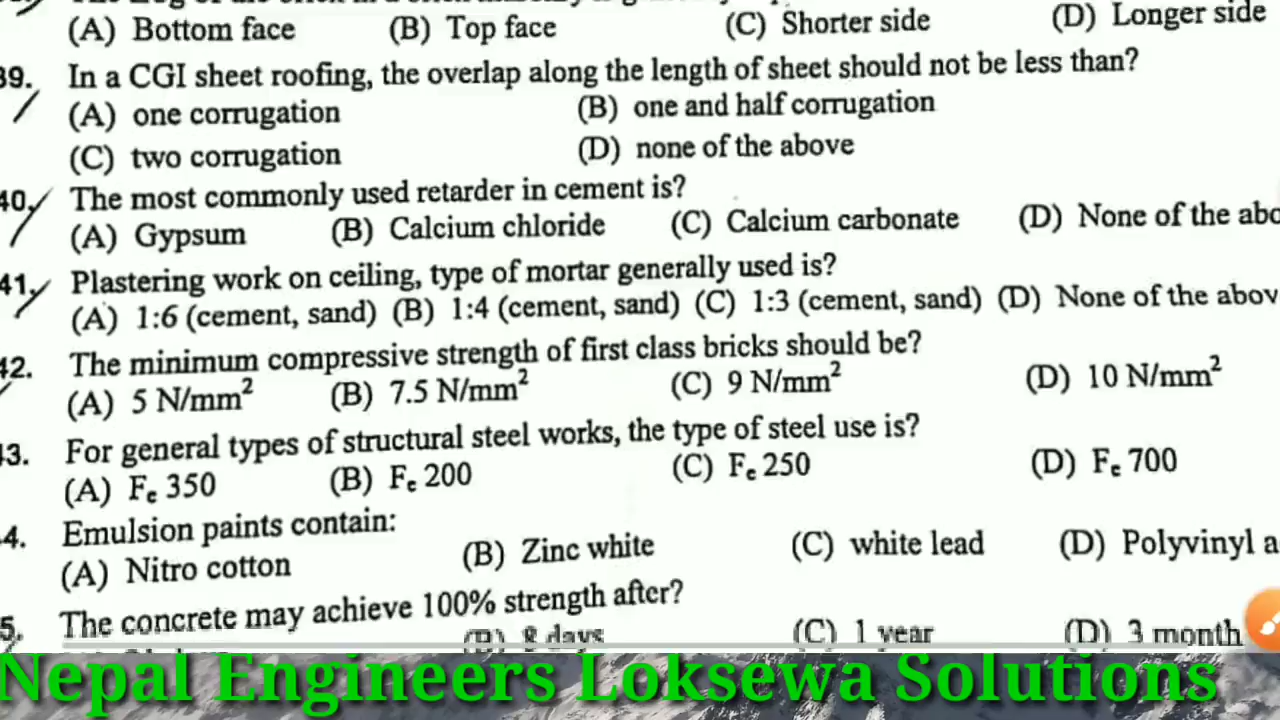 (A) Bottom face (B) Top face (C) Shorter side (D) Longer side
39. In a CGI sheet roofing, the overlap along the length of sheet should not be less than?
(A) one corrugation (B) one and half corrugation
(C) two corrugation (D) none of the above
40. The most commonly used retarder in cement is?
(A) Gypsum (B) Calcium chloride (C) Calcium carbonate (D) None of the abo
41. Plastering work on ceiling, type of mortar generally used is?
(A) 1:6 (cement, sand) (B) 1:4 (cement, sand) (C) 1:3 (cement, sand) (D) None of the abov
42. The minimum compressive strength of first class bricks should be?
(A) 5 N/mm² (B) 7.5 N/mm² (C) 9 N/mm² (D) 10 N/mm²
43. For general types of structural steel works, the type of steel use is?
(A) Fe 350 (B) Fe 200 (C) Fe 250 (D) Fe 700
4. Emulsion paints contain:
(A) Nitro cotton (B) Zinc white (C) white lead (D) Polyvinyl a
5. The concrete may achieve 100% strength after?
(B) 8 days (C) 1 year (D) 3 month
Nepal Engineers Loksewa Solutions